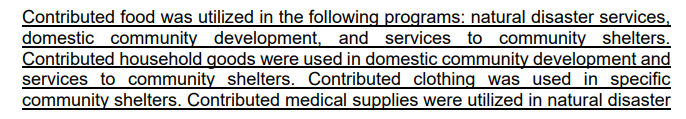 Contributed food was utilized in the following programs: natural disaster services,
domestic community development, and services to community shelters.
Contributed household goods were used in domestic community development and
services to community shelters. Contributed clothing was used in specific
community shelters. Contributed medical supplies were utilized in natural disaster